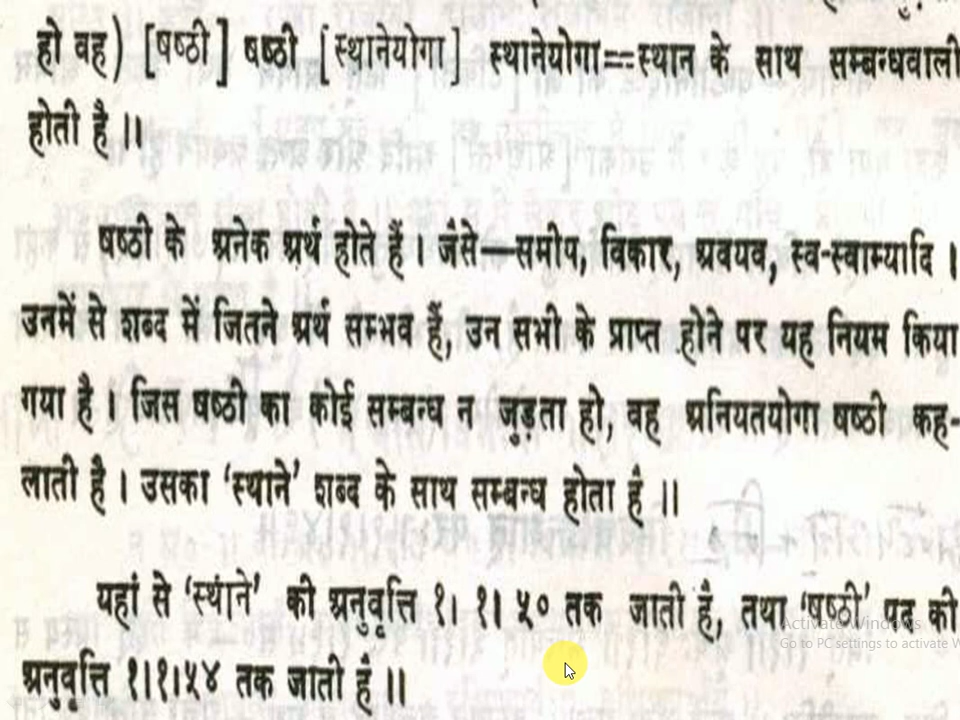 हो वह) [षष्ठी] षष्ठी [स्थानेयोगा] स्थानेयोगा==स्थान के साथ सम्बन्धवाली
होती है ॥
षष्ठी के अनेक अर्थ होते हैं । जैसे—समीप, विकार, अवयव, स्व-स्वाम्यादि ।
उनमें से शब्द में जितने अर्थ सम्भव हैं, उन सभी के प्राप्त होने पर यह नियम किया
गया है । जिस षष्ठी का कोई सम्बन्ध न जुड़ता हो, वह अनियतयोगा षष्ठी कह-
लाती है । उसका ‘स्थाने’ शब्द के साथ सम्बन्ध होता है ॥
यहां से ‘स्थाने’ की अनुवृत्ति १। १। ५० तक जाती है, तथा ‘षष्ठी’ पद की
Activate Windows
Go to PC settings to activate W
अनुवृत्ति १।१।५४ तक जाती है ॥